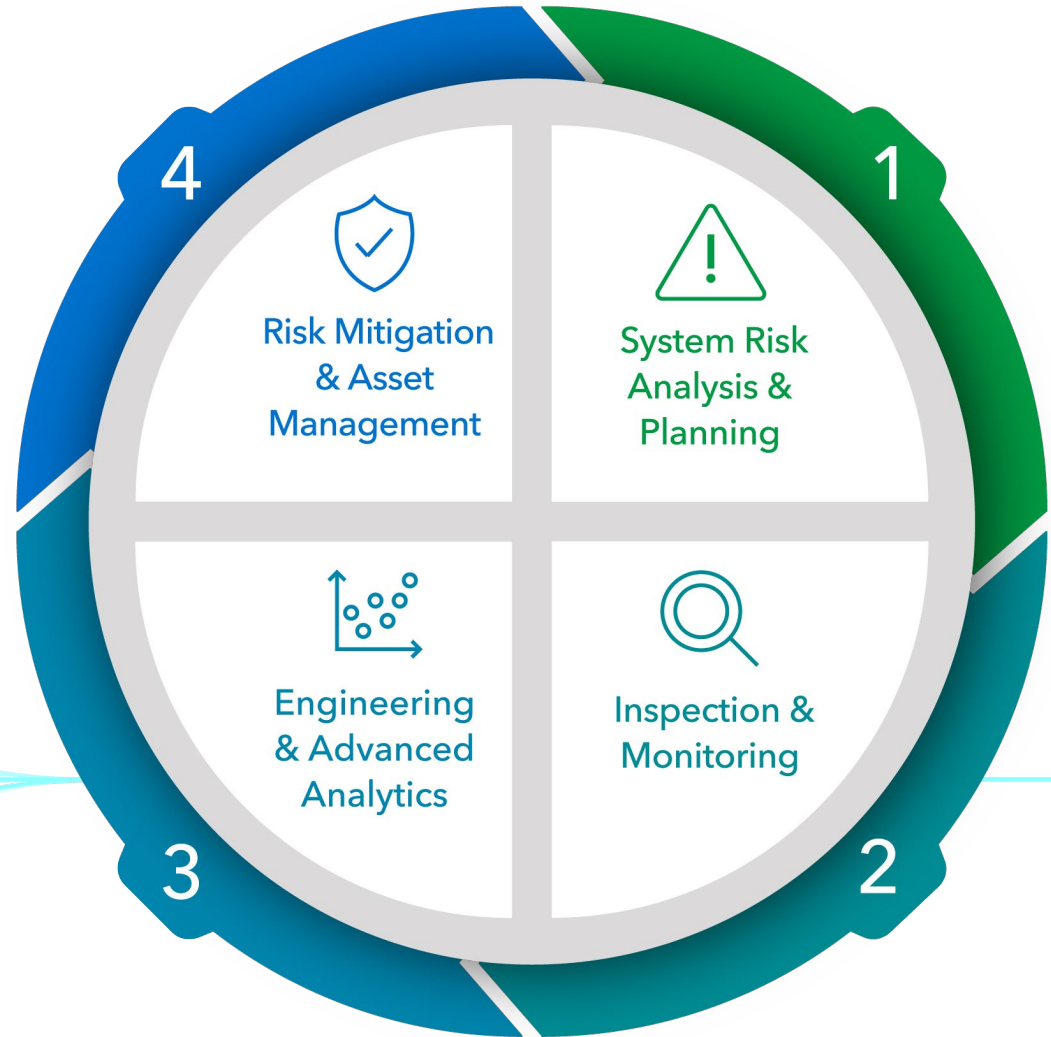 1
System Risk
Analysis &
Planning
2
Inspection &
Monitoring
3
Engineering
& Advanced
Analytics
4
Risk Mitigation
& Asset
Management